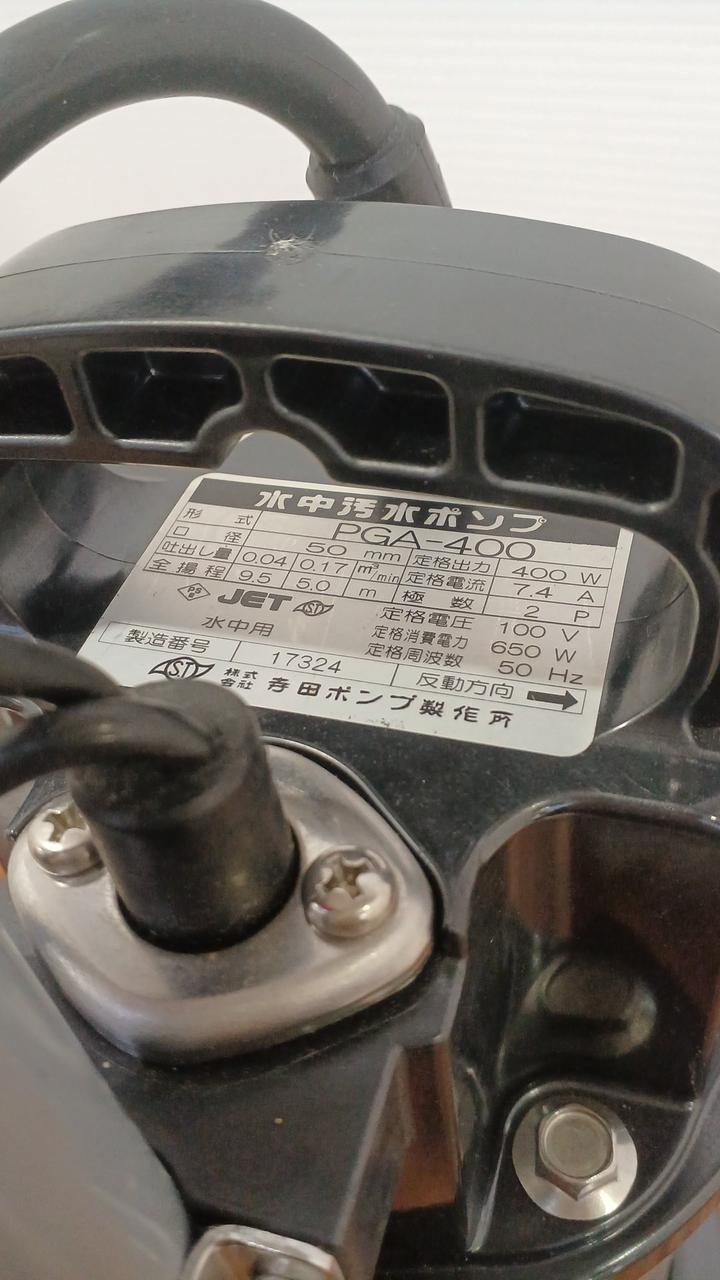 水中汚水ポンプ
形式 PGA-400
口径 50 mm 定格出力 400 W
吐出し量 0.04 0.17 m³/min 定格電流 7.4 A
全揚程 9.5 5.0 m 極数 2 P
PSE JET ST 定格電圧 100 V
水中用 定格消費電力 650 W
定格周波数 50 Hz
製造番号 17324 反動方向
S.T. 株式会社 寺田ポンプ製作所